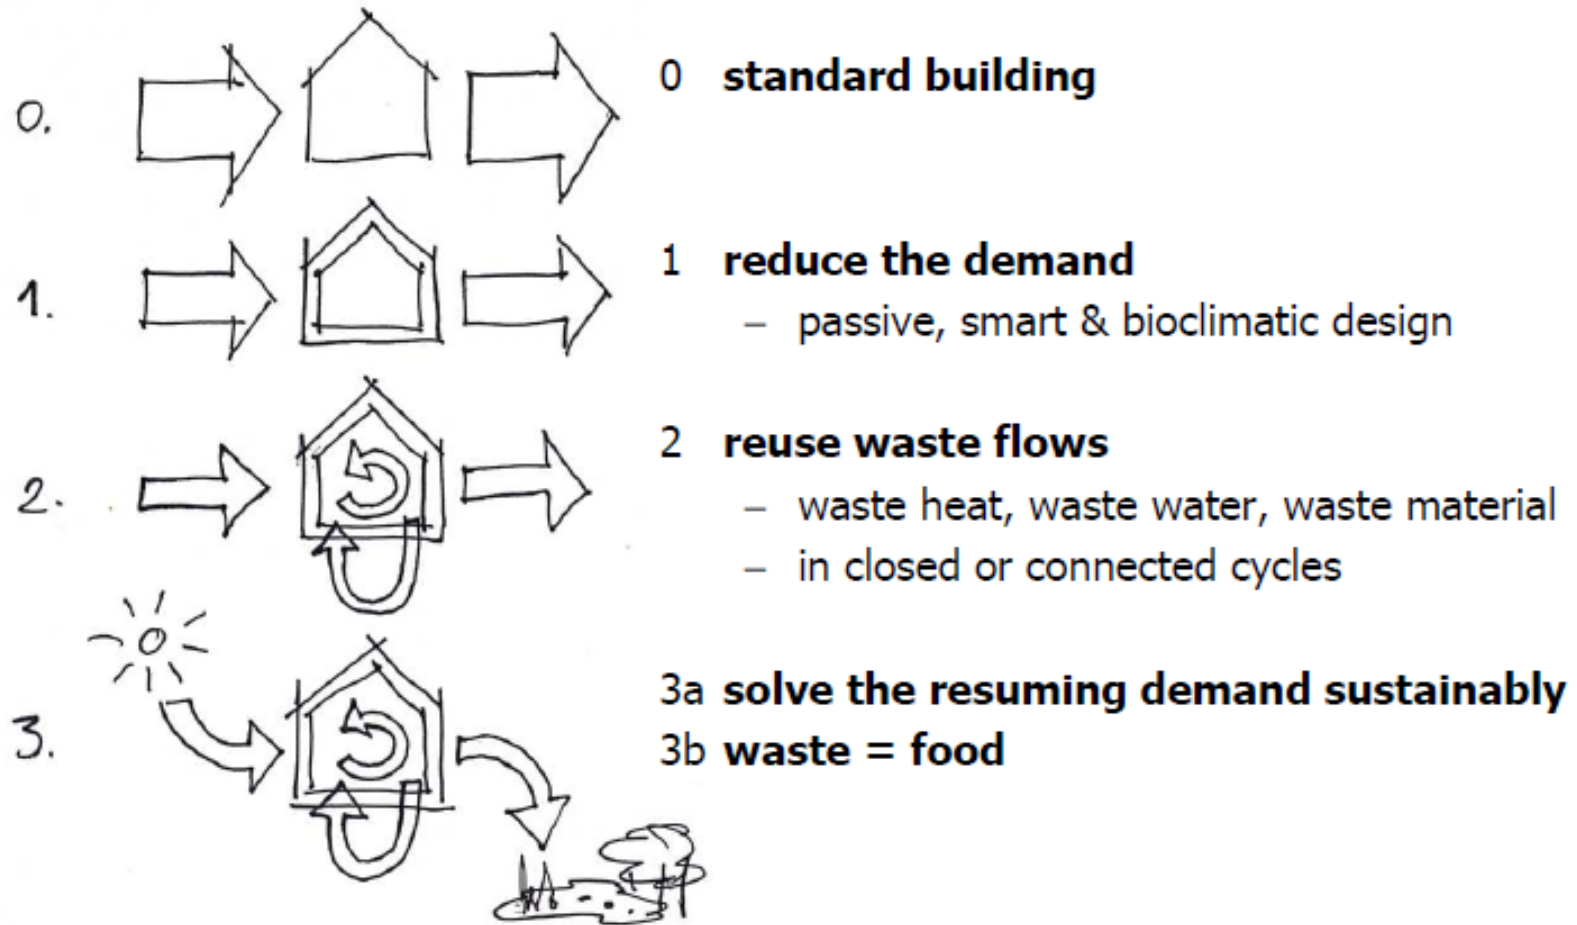 0. 0 standard building
1. 1 reduce the demand
– passive, smart & bioclimatic design
2. 2 reuse waste flows
– waste heat, waste water, waste material
– in closed or connected cycles
3. 3a solve the resuming demand sustainably
3b waste = food